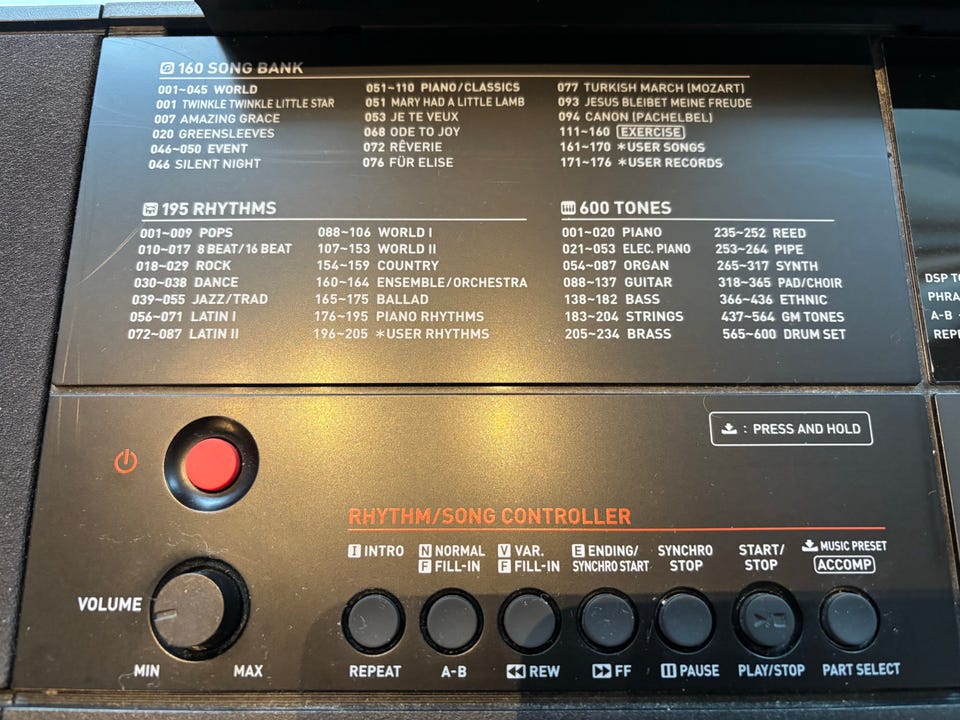 160 SONG BANK
001~045 WORLD
001 TWINKLE TWINKLE LITTLE STAR
007 AMAZING GRACE
020 GREENSLEEVES
046~050 EVENT
046 SILENT NIGHT
051~110 PIANO/CLASSICS
051 MARY HAD A LITTLE LAMB
053 JE TE VEUX
068 ODE TO JOY
072 RÊVERIE
076 FÜR ELISE
077 TURKISH MARCH (MOZART)
093 JESUS BLEIBET MEINE FREUDE
094 CANON (PACHELBEL)
111~160 EXERCISE
161~170 *USER SONGS
171~176 *USER RECORDS
195 RHYTHMS
001~009 POPS
010~017 8 BEAT/16 BEAT
018~029 ROCK
030~038 DANCE
039~055 JAZZ/TRAD
056~071 LATIN I
072~087 LATIN II
088~106 WORLD I
107~153 WORLD II
154~159 COUNTRY
160~164 ENSEMBLE/ORCHESTRA
165~175 BALLAD
176~195 PIANO RHYTHMS
196~205 *USER RHYTHMS
600 TONES
001~020 PIANO
021~053 ELEC. PIANO
054~087 ORGAN
088~137 GUITAR
138~182 BASS
183~204 STRINGS
205~234 BRASS
235~252 REED
253~264 PIPE
265~317 SYNTH
318~365 PAD/CHOIR
366~436 ETHNIC
437~564 GM TONES
565~600 DRUM SET
DSP
A-B
: PRESS AND HOLD
RHYTHM/SONG CONTROLLER
I INTRO
N NORMAL
F FILL-IN
V VAR.
F FILL-IN
E ENDING/
SYNCHRO START
SYNCHRO
STOP
START/
STOP
MUSIC PRESET
ACCOMP
VOLUME
MIN
MAX
REPEAT
A-B
REW
FF
PAUSE
PLAY/STOP
PART SELECT